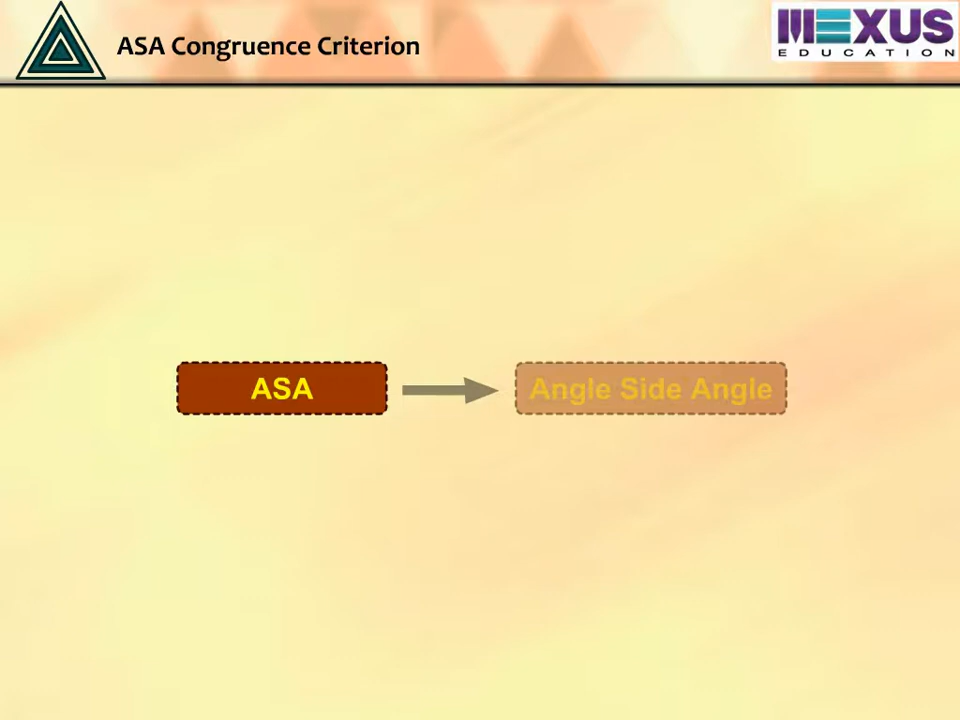 ASA Congruence Criterion
MEXUS
EDUCATION
ASA
Angle Side Angle